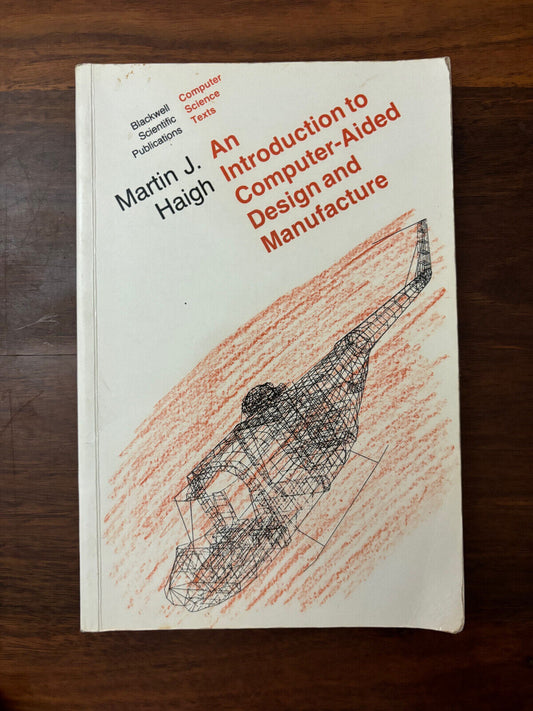 Blackwell
Scientific
Publications
Computer
Science
Texts
Martin J.
Haigh
An
Introduction to
Computer-Aided
Design and
Manufacture